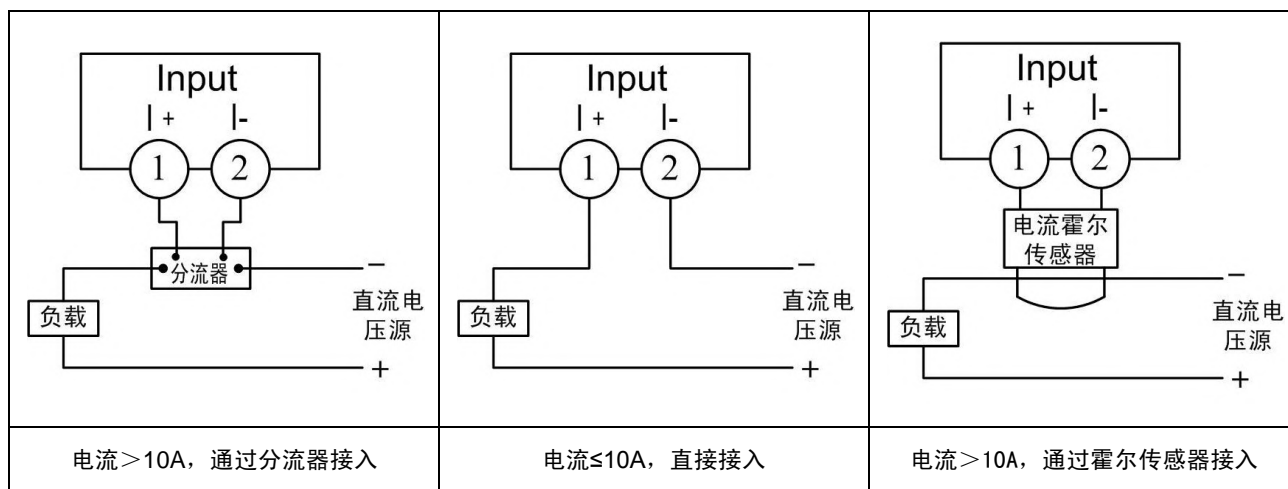 Input
I + I-
1 2
分流器
负载
−
直流电
压源
+
电流＞10A，通过分流器接入
Input
I + I-
1 2
负载
−
直流电
压源
+
电流≤10A，直接接入
Input
I + I-
1 2
电流霍尔
传感器
负载
−
直流电
压源
+
电流＞10A，通过霍尔传感器接入